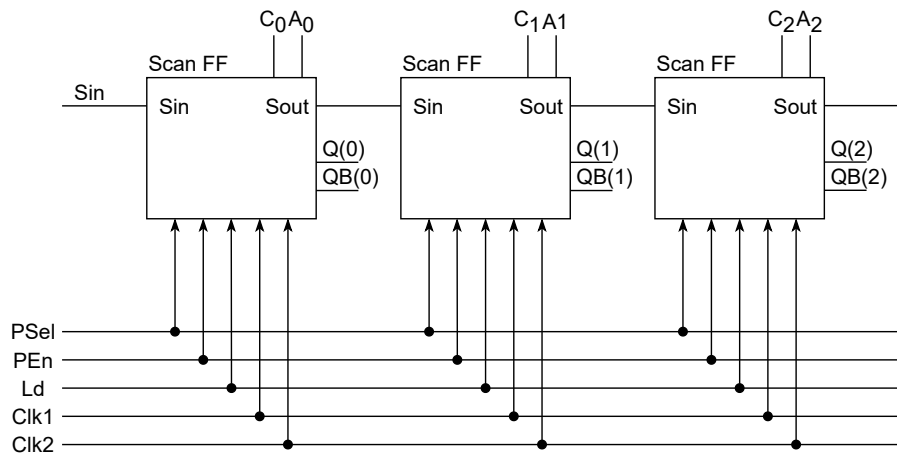 C0A0 C1A1 C2A2
Scan FF Scan FF Scan FF
Sin Sin Sout Sin Sout Sin Sout
Q(0) Q(1) Q(2)
QB(0) QB(1) QB(2)
PSel
PEn
Ld
Clk1
Clk2